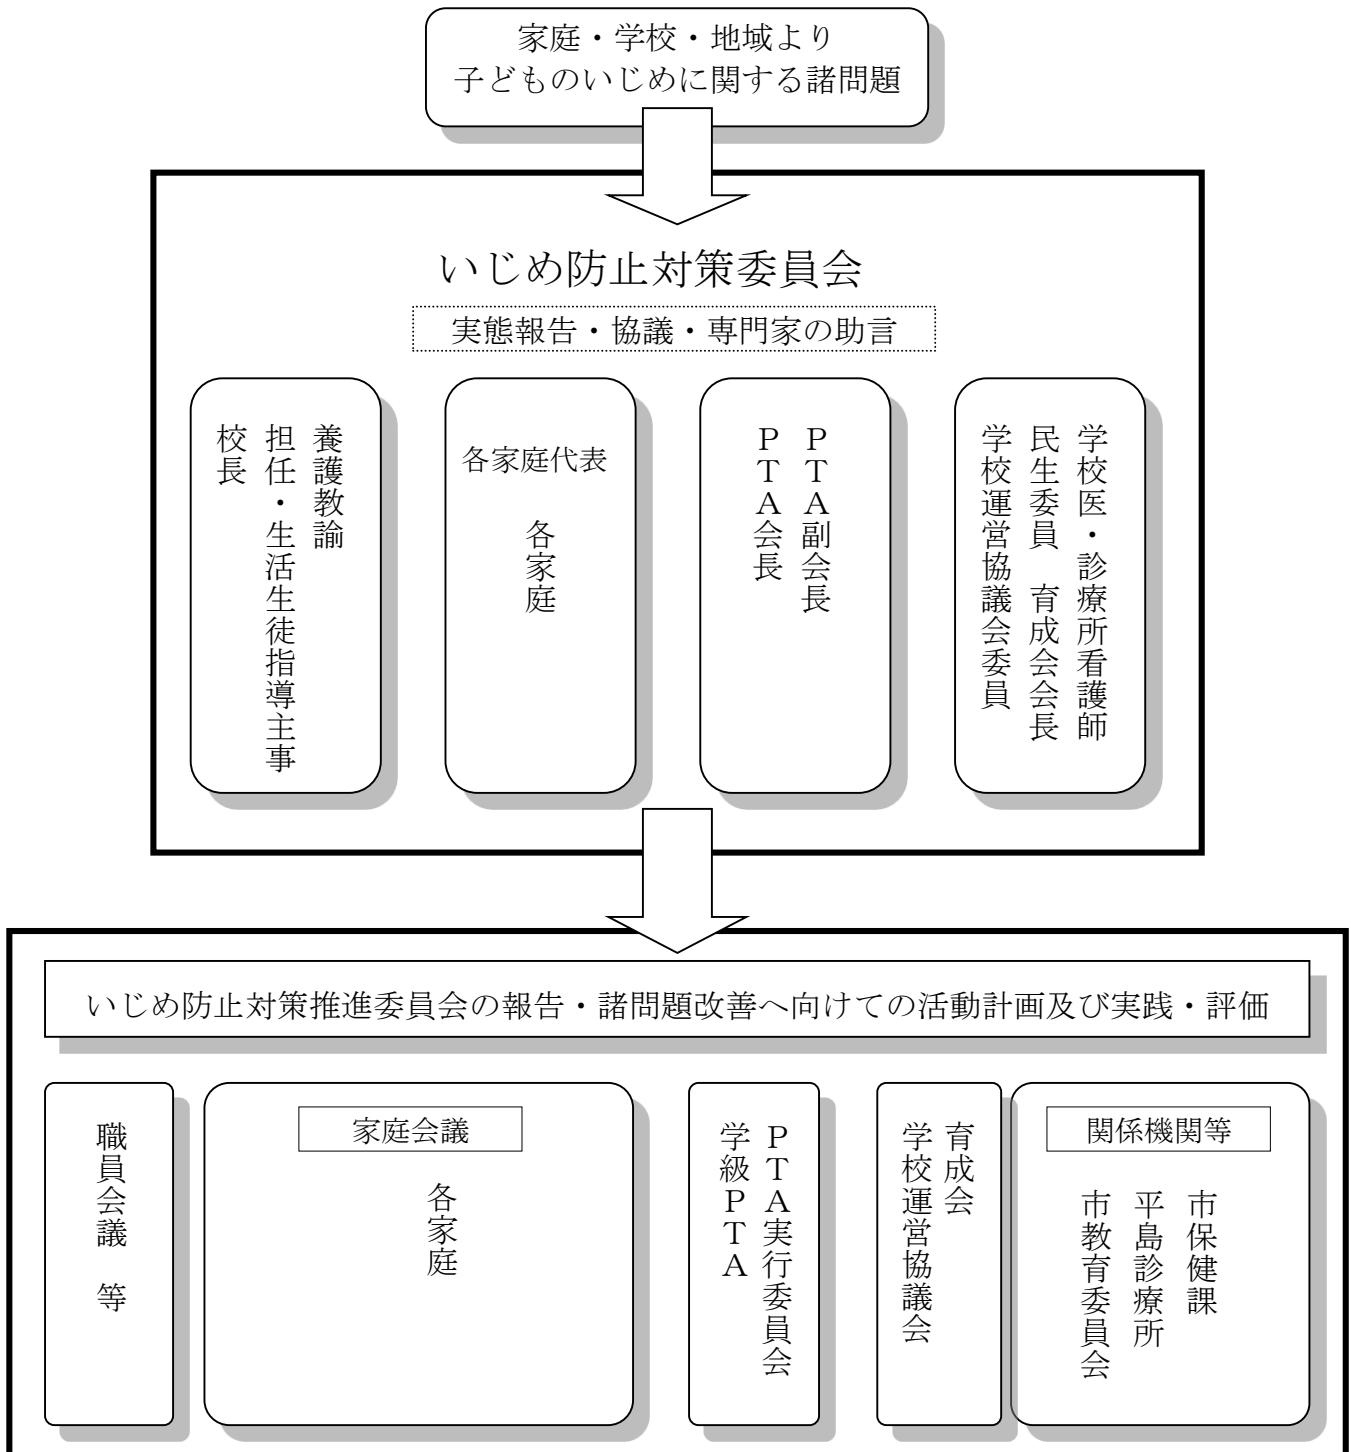 家庭・学校・地域より
子どものいじめに関する諸問題
いじめ防止対策委員会
実態報告・協議・専門家の助言
養護教諭
担任・生活生徒指導主事
校長
各家庭代表
各家庭
ＰＴＡ副会長
ＰＴＡ会長
学校医・診療所看護師
民生委員　育成会会長
学校運営協議会委員
いじめ防止対策推進委員会の報告・諸問題改善へ向けての活動計画及び実践・評価
職員会議　等
家庭会議
各家庭
ＰＴＡ実行委員会
学級ＰＴＡ
育成会
学校運営協議会
関係機関等
市保健課
平島診療所
市教育委員会